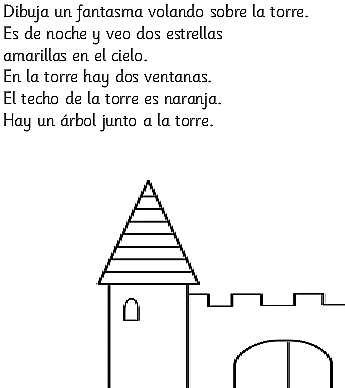 Dibuja un fantasma volando sobre la torre.
Es de noche y veo dos estrellas
amarillas en el cielo.
En la torre hay dos ventanas.
El techo de la torre es naranja.
Hay un árbol junto a la torre.